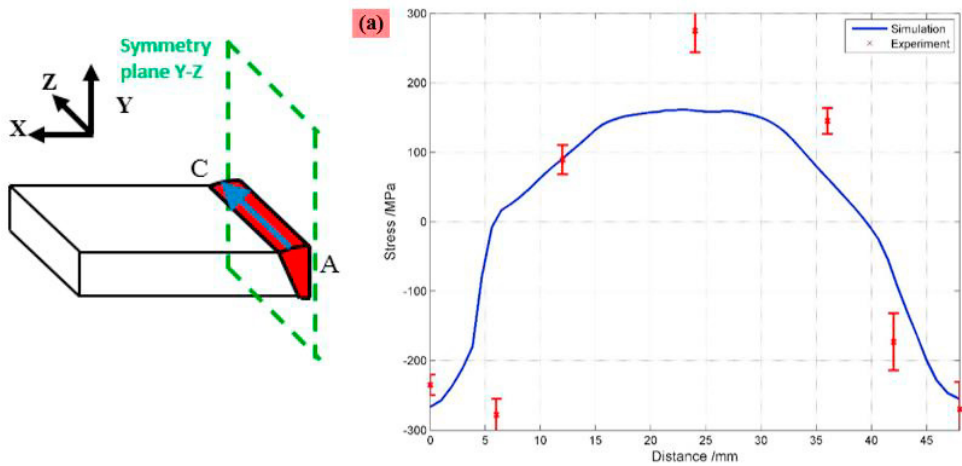 Symmetry
plane Y-Z
Z
Y
X
C
A
(a)
Simulation
Experiment
Stress /MPa
300
200
100
0
-100
-200
-300
0
5
10
15
20
25
30
35
40
45
Distance /mm